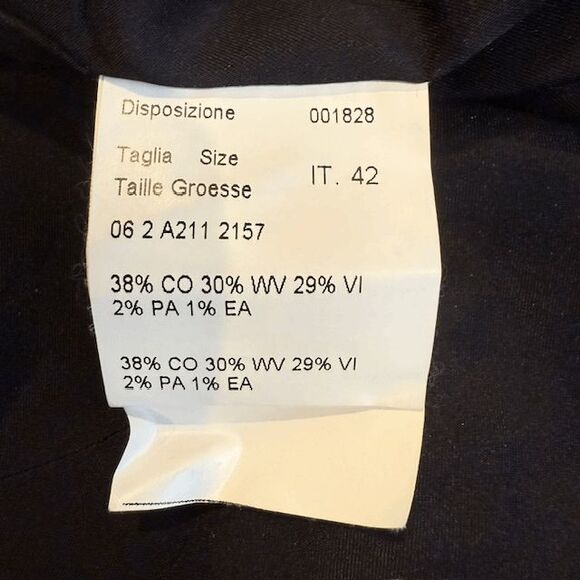 Disposizione 001828
Taglia Size
Taille Groesse IT. 42
06 2 A211 2157
38% CO 30% WV 29% VI
2% PA 1% EA
38% CO 30% WV 29% VI
2% PA 1% EA